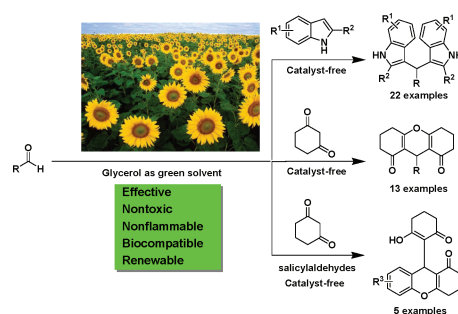 R1
R2
N
H
Catalyst-free
R1
R1
HN
NH
R2
R
R2
22 examples
O
R
H
Glycerol as green solvent
Effective
Nontoxic
Nonflammable
Biocompatible
Renewable
O
O
Catalyst-free
O
O
R
O
13 examples
O
O
salicylaldehydes
Catalyst-free
HO
O
O
R3
O
5 examples